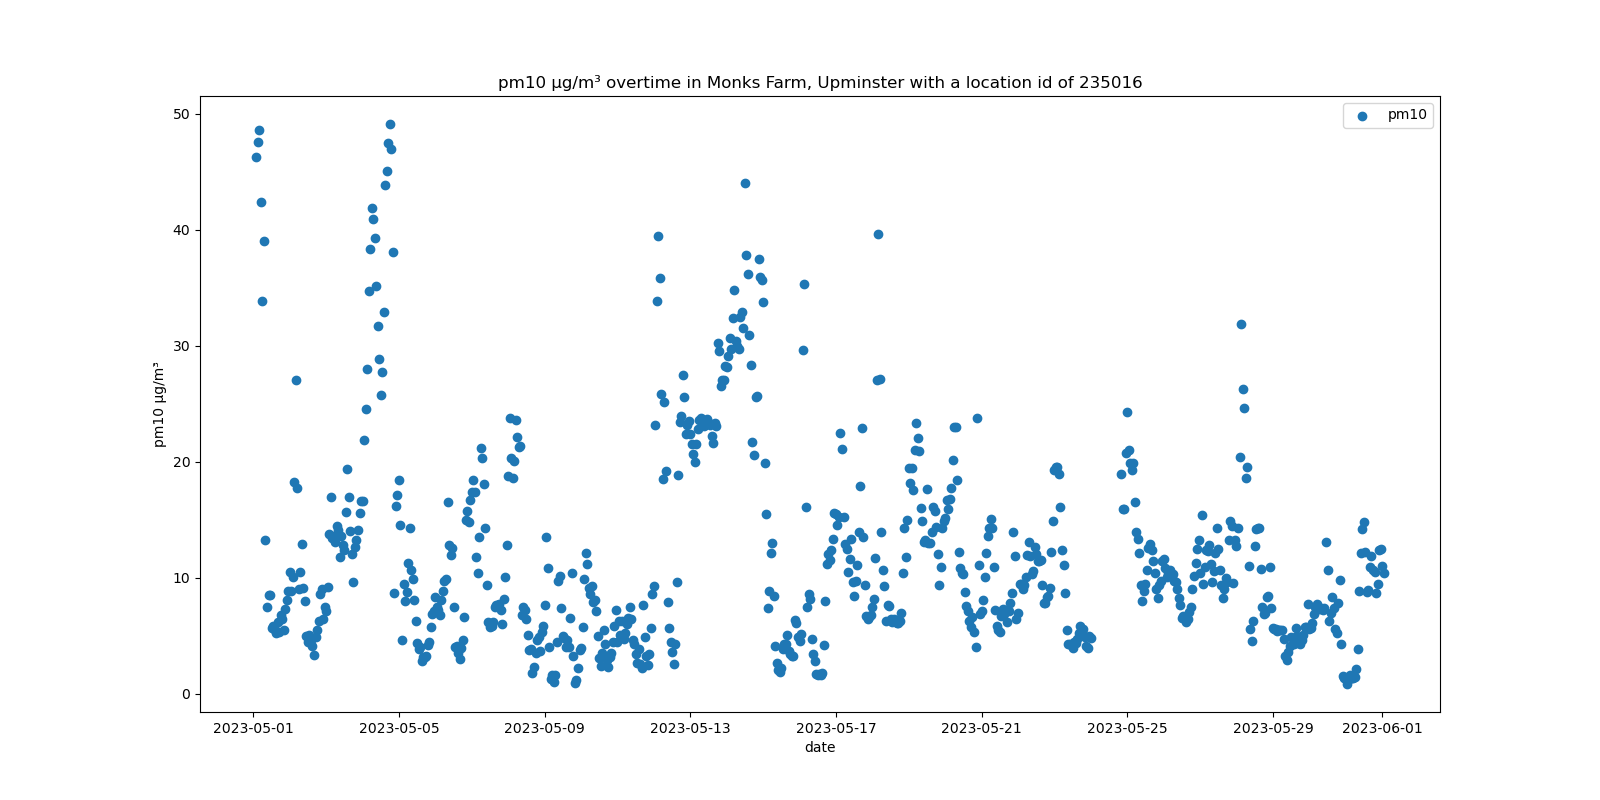 pm10 µg/m³ overtime in Monks Farm, Upminster with a location id of 235016
pm10
50
40
30
20
10
0
pm10 µg/m³
2023-05-01 2023-05-05 2023-05-09 2023-05-13 2023-05-17 2023-05-21 2023-05-25 2023-05-29 2023-06-01
date